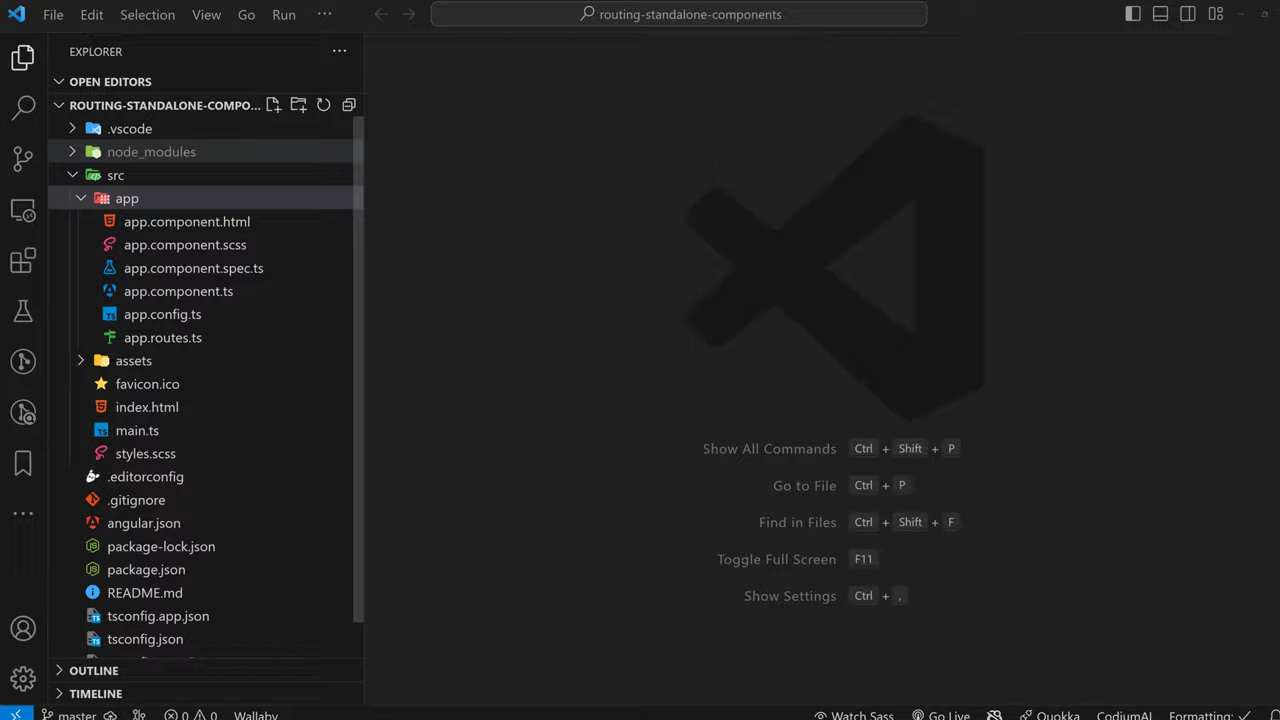 File Edit Selection View Go Run ··· routing-standalone-components
EXPLORER ···
OPEN EDITORS
ROUTING-STANDALONE-COMPO...
.vscode
node_modules
src
app
app.component.html
app.component.scss
app.component.spec.ts
app.component.ts
app.config.ts
app.routes.ts
assets
favicon.ico
index.html
main.ts
styles.scss
.editorconfig
.gitignore
angular.json
package-lock.json
package.json
README.md
tsconfig.app.json
tsconfig.json
OUTLINE
TIMELINE
Show All Commands Ctrl + Shift + P
Go to File Ctrl + P
Find in Files Ctrl + Shift + F
Toggle Full Screen F11
Show Settings Ctrl + ,
master 0 0 Wallaby Watch Sass Go Live Quokka CodiumAI Formatting: ✓